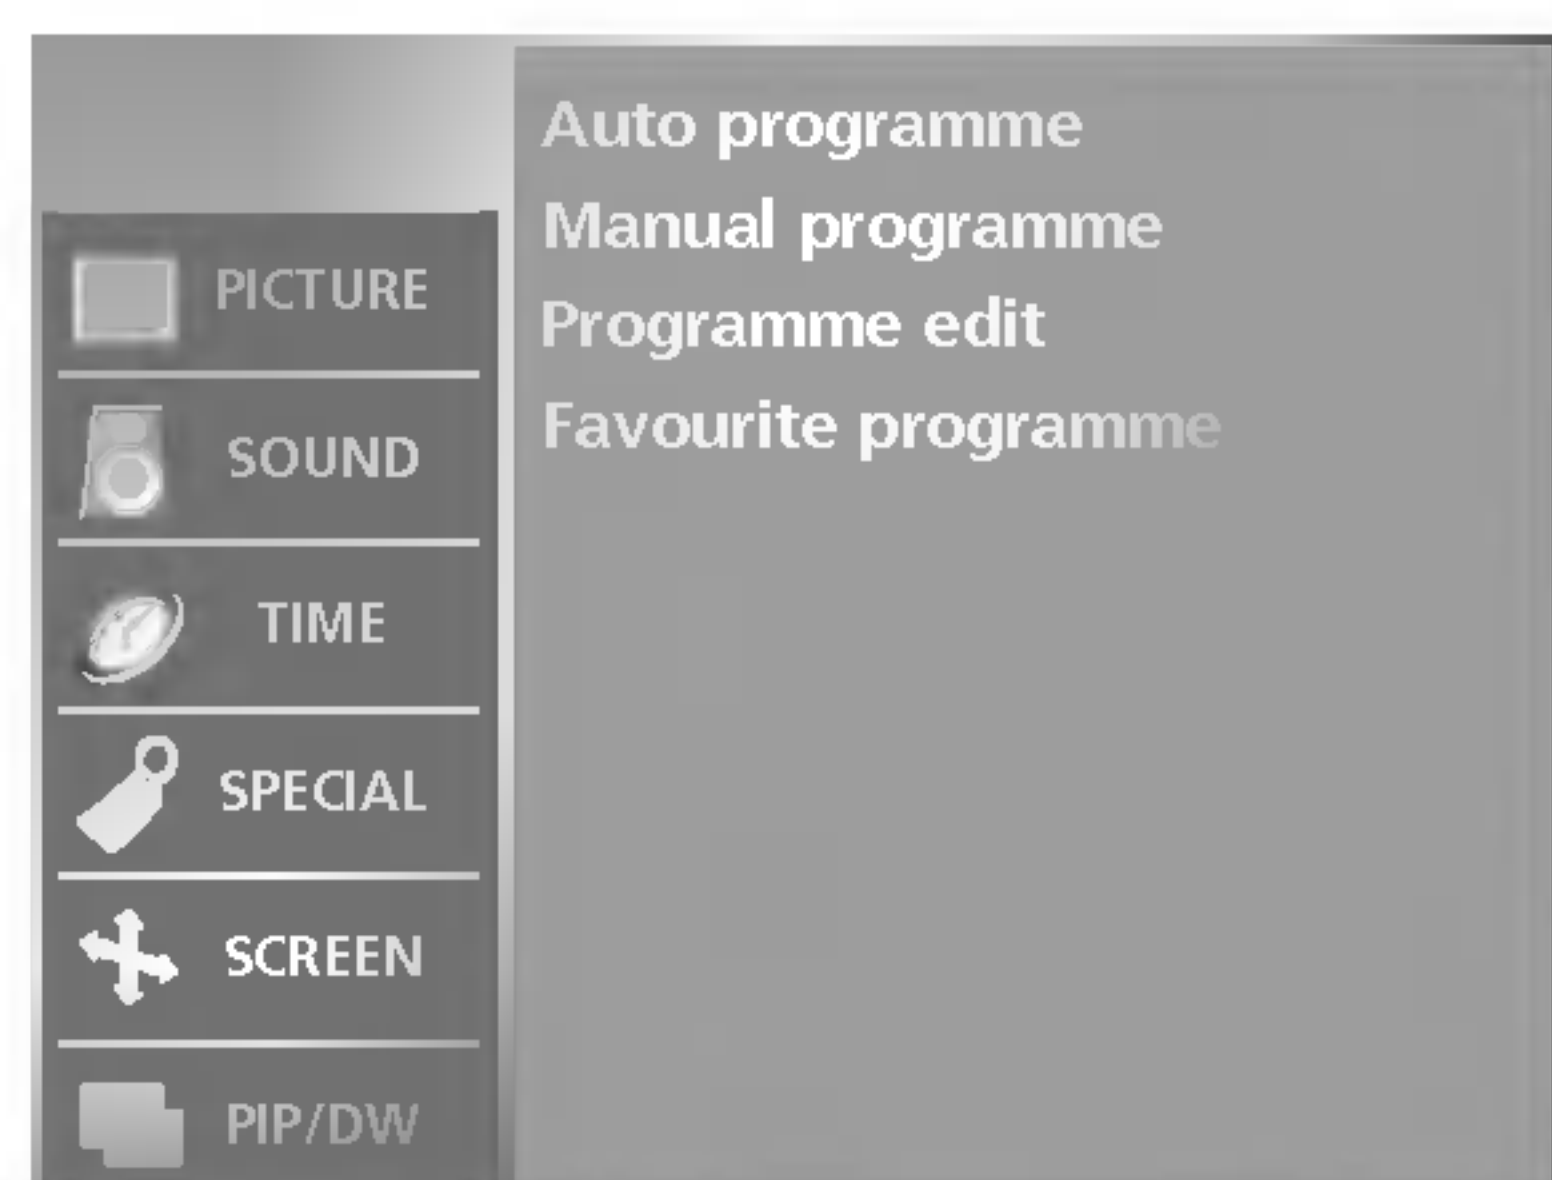 Auto programme
Manual programme
Programme edit
Favourite programme
PICTURE
SOUND
TIME
SPECIAL
SCREEN
PIP/DW